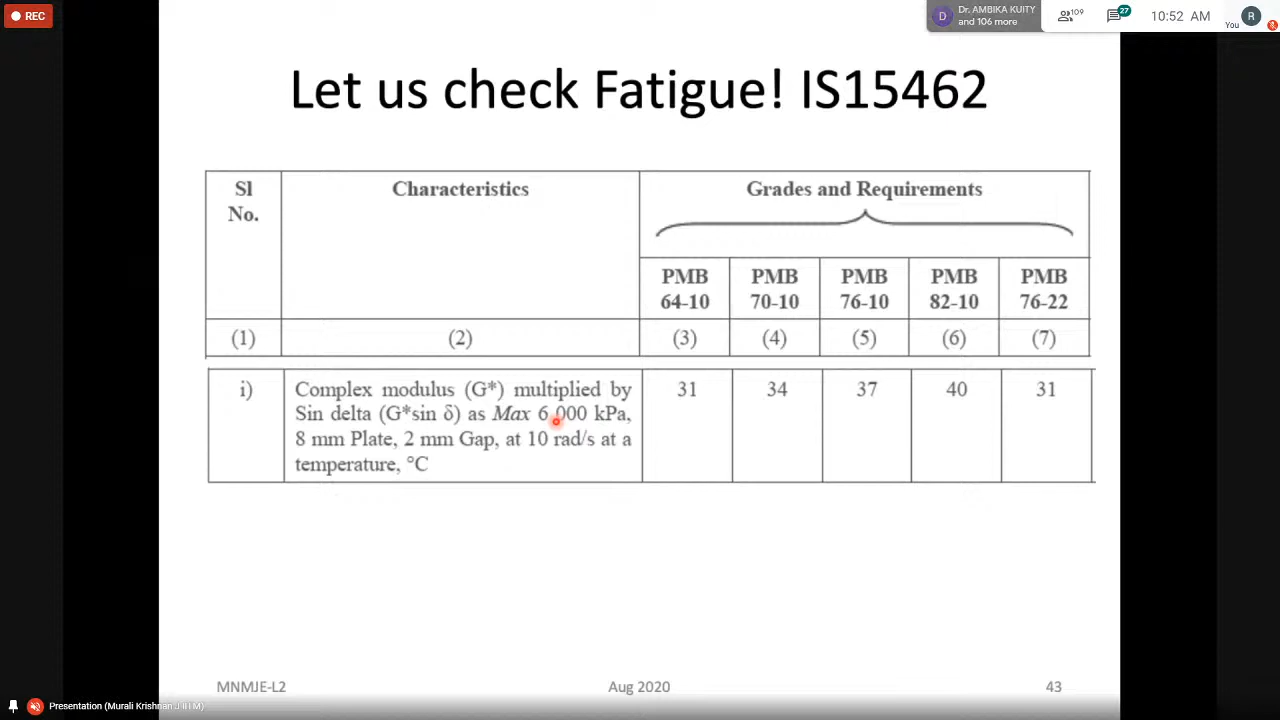 REC
D
Dr. AMBIKA KUITY
and 106 more
109
27
10:52 AM
You
R
Let us check Fatigue! IS15462
Sl
No.
Characteristics
Grades and Requirements
PMB
64-10
PMB
70-10
PMB
76-10
PMB
82-10
PMB
76-22
(1)
(2)
(3)
(4)
(5)
(6)
(7)
i)
Complex modulus (G*) multiplied by
Sin delta (G*sin δ) as Max 6 000 kPa,
8 mm Plate, 2 mm Gap, at 10 rad/s at a
temperature, °C
31
34
37
40
31
MNMJE-L2
Aug 2020
43
Presentation (Murali Krishnan J IITM)